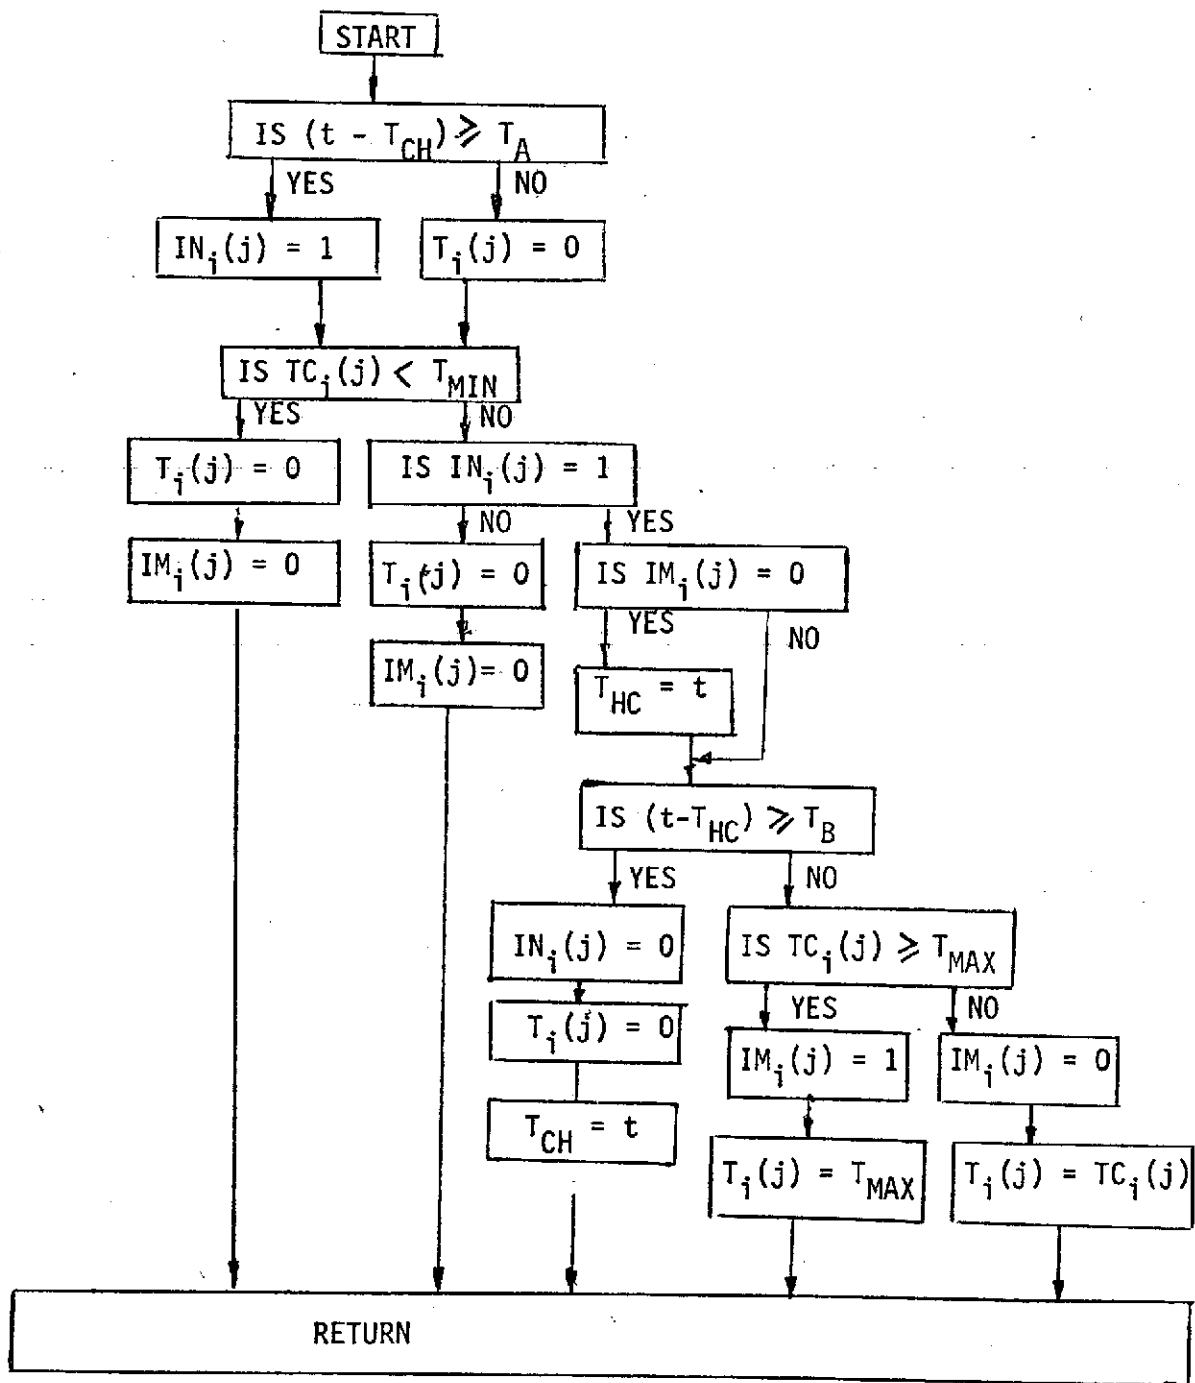 START
IS (t - T_CH) ⩾ T_A
YES
NO
IN_i(j) = 1
T_i(j) = 0
IS TC_i(j) < T_MIN
YES
NO
T_i(j) = 0
IS IN_i(j) = 1
NO
YES
IM_i(j) = 0
T_i(j) = 0
IS IM_i(j) = 0
YES
NO
IM_i(j)= 0
T_HC = t
IS (t-T_HC) ⩾ T_B
YES
NO
IN_i(j) = 0
IS TC_i(j) ⩾ T_MAX
YES
NO
T_i(j) = 0
IM_i(j) = 1
IM_i(j) = 0
T_CH = t
T_i(j) = T_MAX
T_i(j) = TC_i(j)
RETURN